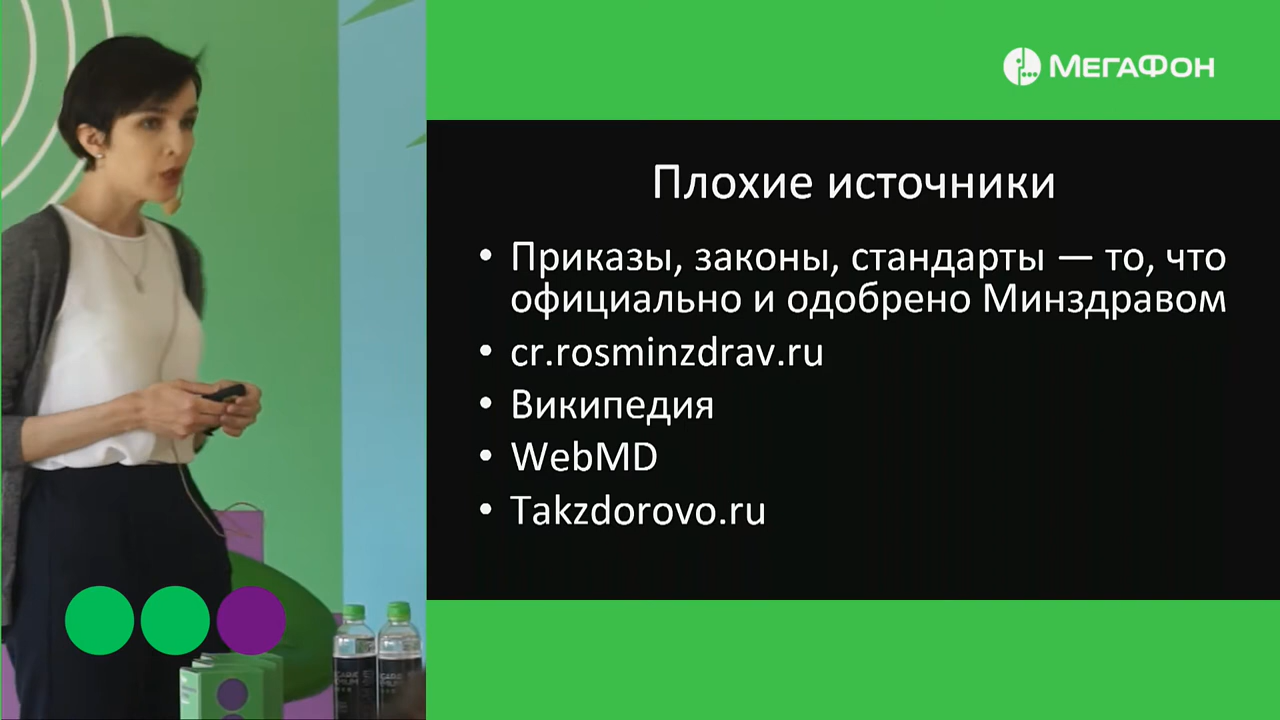 МЕГАФОН
Плохие источники
• Приказы, законы, стандарты — то, что
официально и одобрено Минздравом
• cr.rosminzdrav.ru
• Википедия
• WebMD
• Takzdorovo.ru